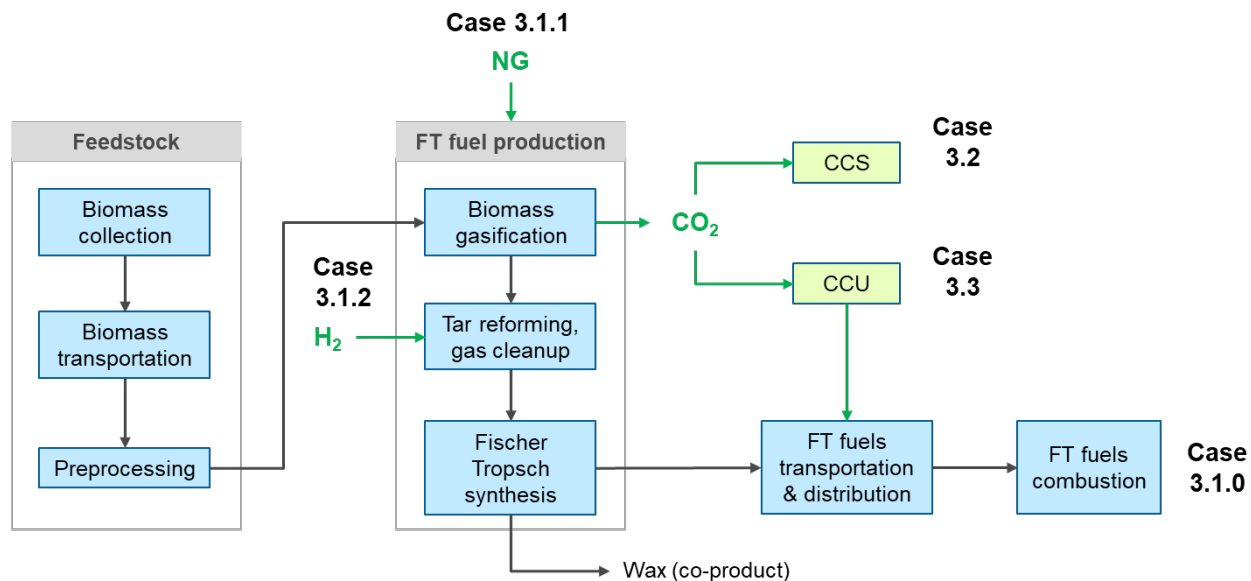 Case 3.1.1
NG
Feedstock
Biomass
collection
Biomass
transportation
Preprocessing
FT fuel production
Biomass
gasification
Case
3.1.2
H₂
Tar reforming,
gas cleanup
Fischer
Tropsch
synthesis
Wax (co-product)
CO₂
CCS
Case
3.2
CCU
Case
3.3
FT fuels
transportation
& distribution
FT fuels
combustion
Case
3.1.0